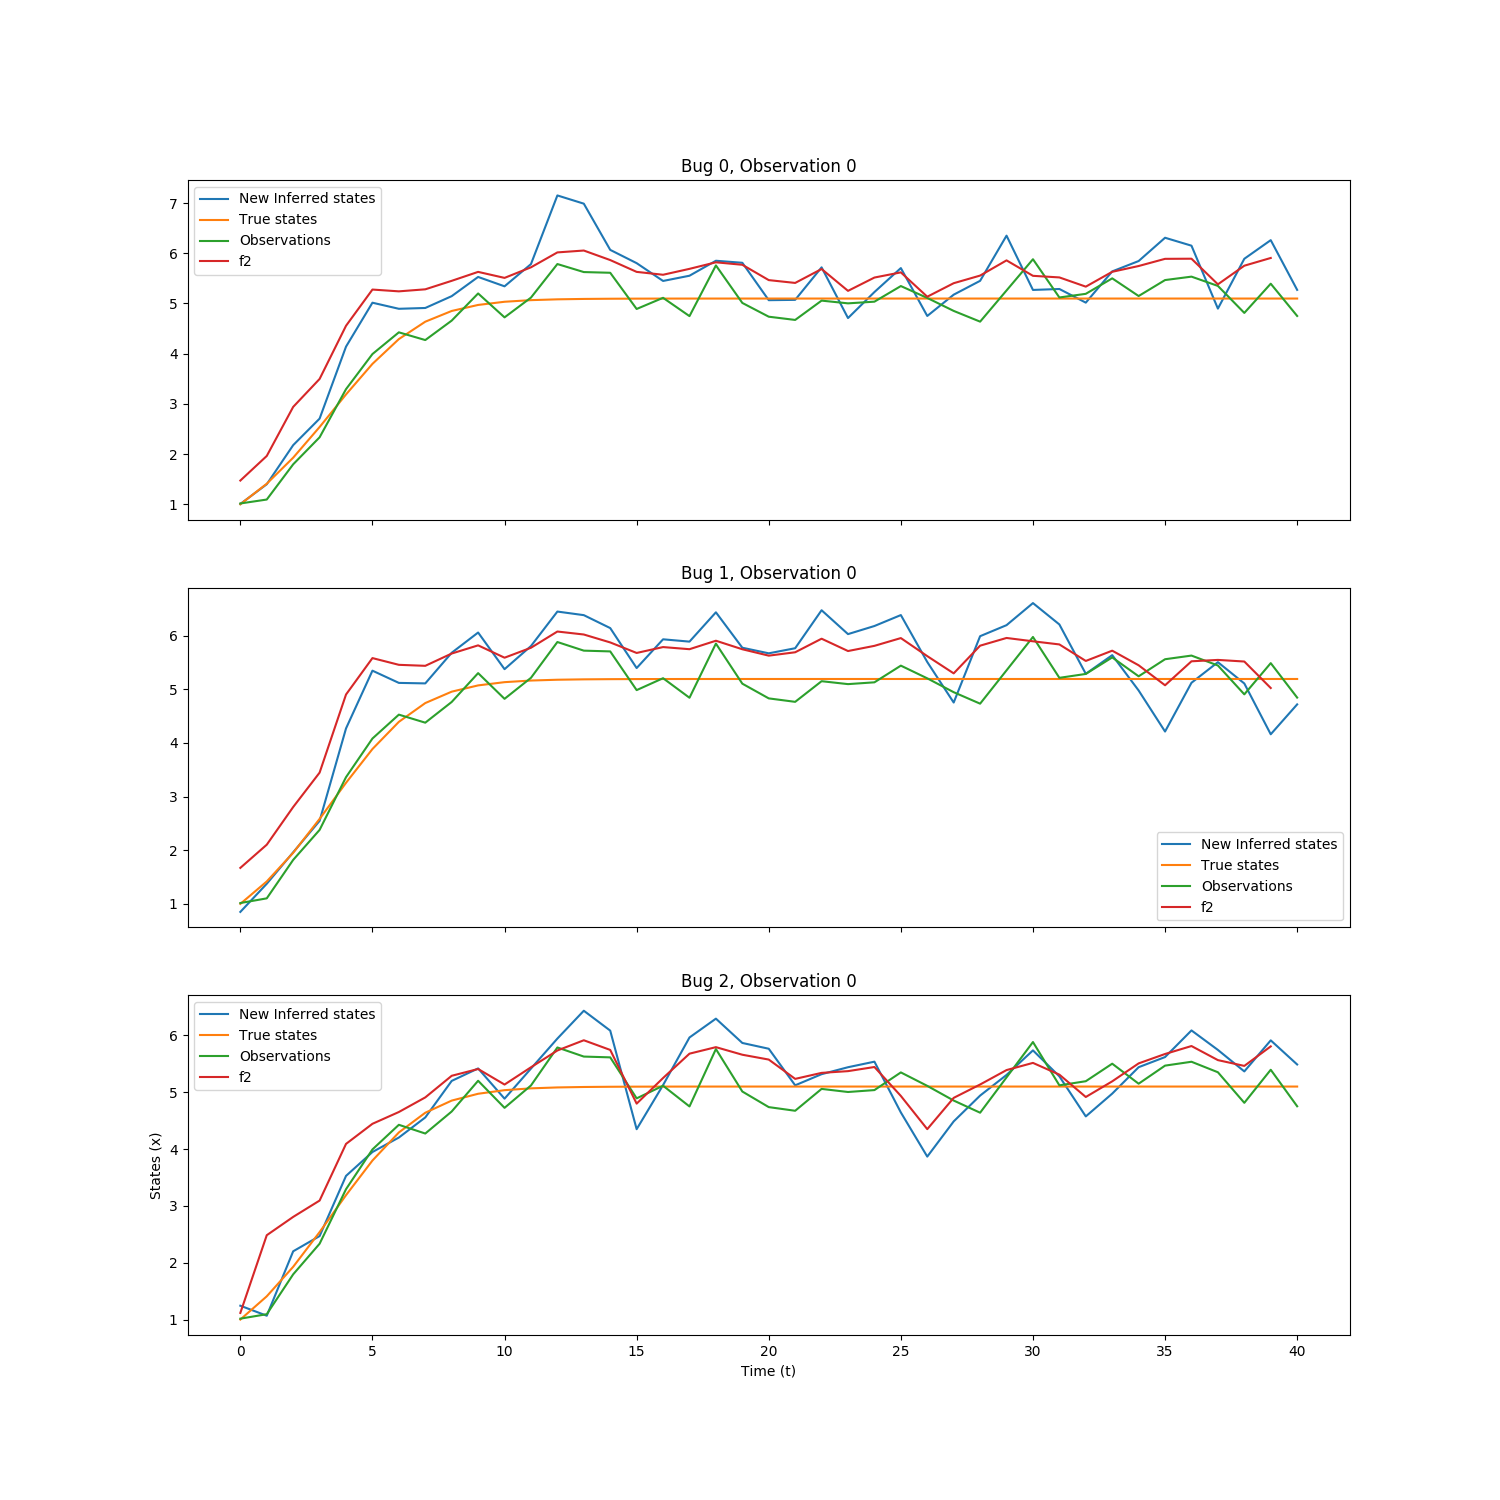 Bug 0, Observation 0
New Inferred states
True states
Observations
f2
7
6
5
4
3
2
1
Bug 1, Observation 0
6
5
4
3
2
1
New Inferred states
True states
Observations
f2
Bug 2, Observation 0
New Inferred states
True states
Observations
f2
6
5
4
3
2
1
States (x)
0 5 10 15 20 25 30 35 40
Time (t)